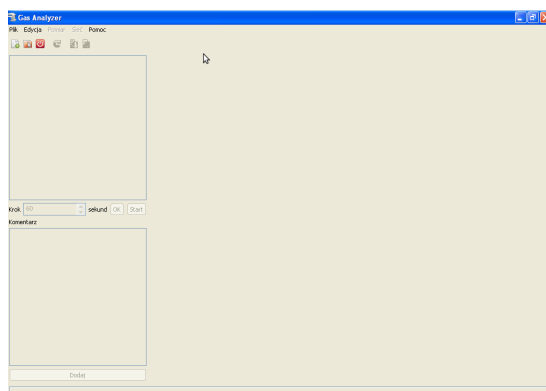 Gas Analyzer
Plik Edycja Pomiar Sieć Pomoc
Krok 60 sekund OK Start
Komentarz
Dodaj